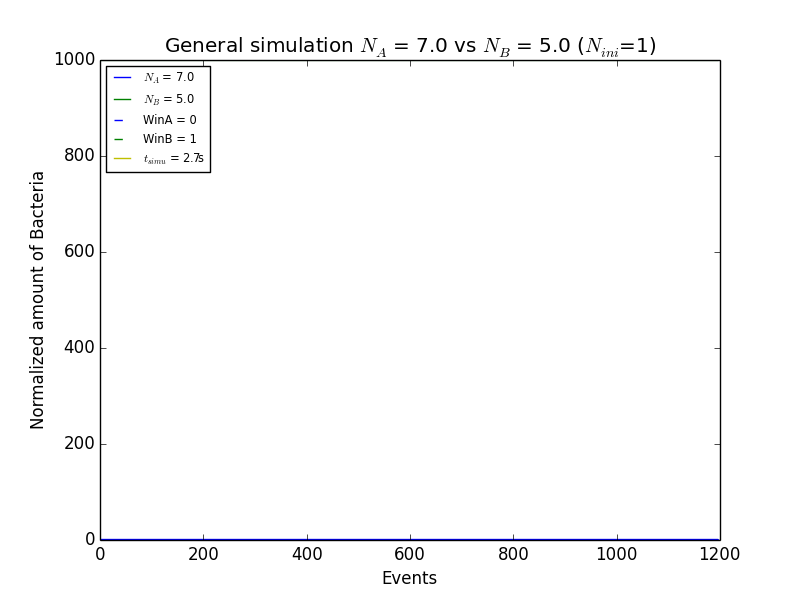 General simulation N_A = 7.0 vs N_B = 5.0 (N_ini=1)
1000
800
600
400
200
0
N_A = 7.0
N_B = 5.0
WinA = 0
WinB = 1
t_simu = 2.7s
Normalized amount of Bacteria
0 200 400 600 800 1000 1200
Events